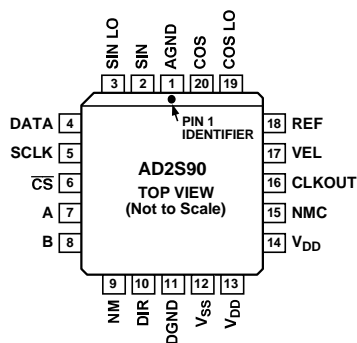 SIN LO
SIN
AGND
COS
COS LO
3 2 1 20 19
DATA 4
SCLK 5
CS 6
A 7
B 8
PIN 1
IDENTIFIER
AD2S90
TOP VIEW
(Not to Scale)
18 REF
17 VEL
16 CLKOUT
15 NMC
14 VDD
9 10 11 12 13
NM
DIR
DGND
VSS
VDD